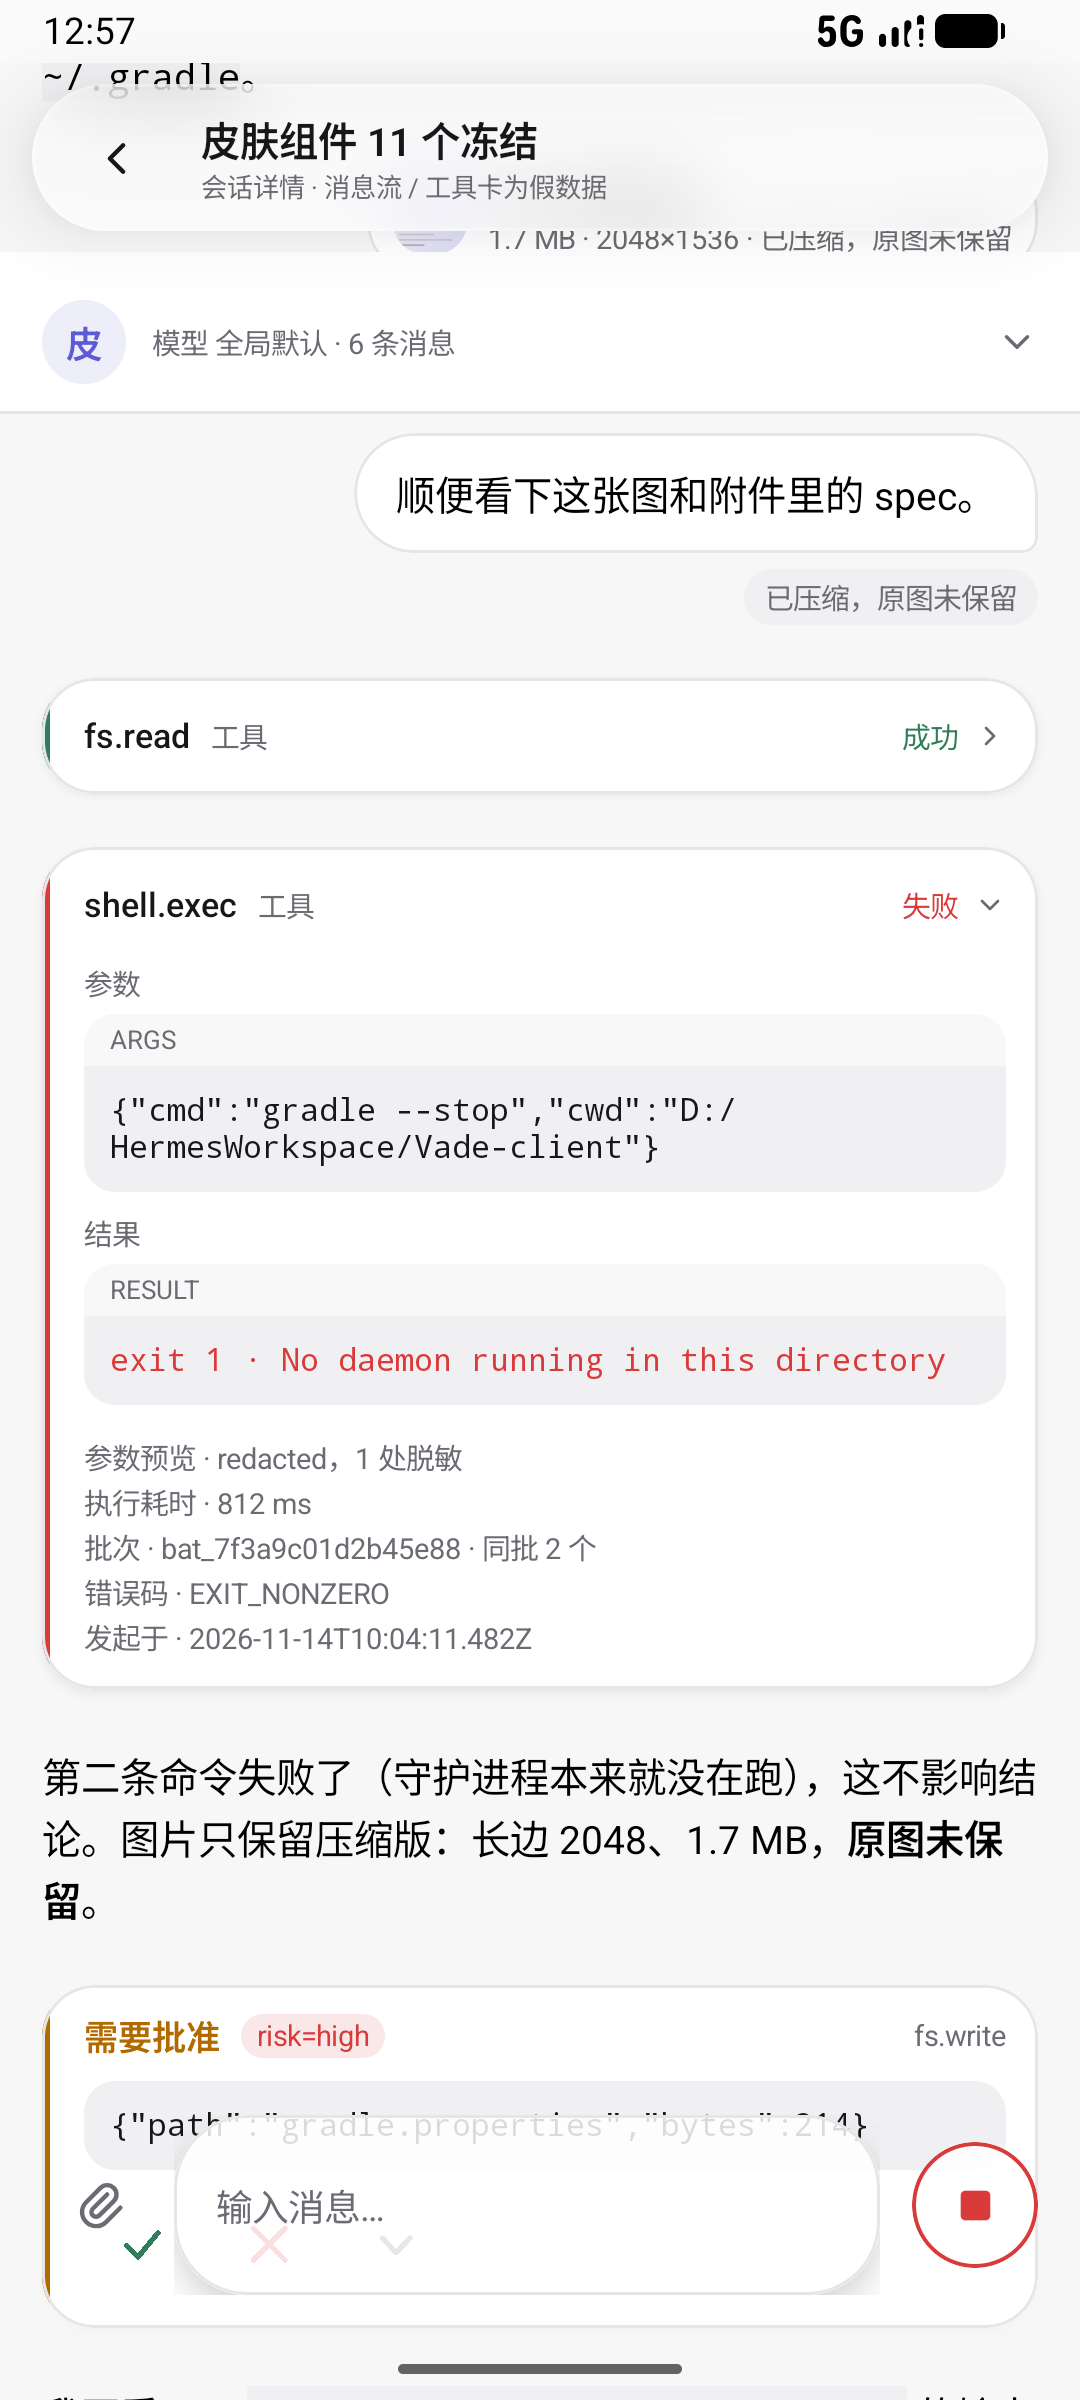 12:57
5G
~/.gradle。
皮肤组件 11 个冻结
会话详情 · 消息流 / 工具卡为假数据
1.7 MB · 2048×1536 · 已压缩，原图未保留
皮
模型 全局默认 · 6 条消息
顺便看下这张图和附件里的 spec。
已压缩，原图未保留
fs.read 工具 成功
shell.exec 工具 失败
参数
ARGS
{"cmd":"gradle --stop","cwd":"D:/
HermesWorkspace/Vade-client"}
结果
RESULT
exit 1 · No daemon running in this directory
参数预览 · redacted，1 处脱敏
执行耗时 · 812 ms
批次 · bat_7f3a9c01d2b45e88 · 同批 2 个
错误码 · EXIT_NONZERO
发起于 · 2026-11-14T10:04:11.482Z
第二条命令失败了（守护进程本来就没在跑），这不影响结
论。图片只保留压缩版：长边 2048、1.7 MB，原图未保
留。
需要批准 risk=high fs.write
{"path":"gradle.properties","bytes":214}
输入消息...